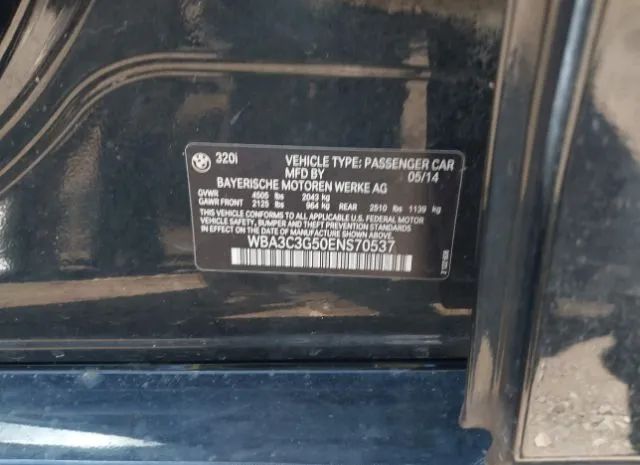 320i VEHICLE TYPE: PASSENGER CAR
MFD BY 05/14
BAYERISCHE MOTOREN WERKE AG
GVWR 4505 lbs 2043 kg
GAWR FRONT 2125 lbs 964 kg REAR 2510 lbs 1139 kg
THIS VEHICLE CONFORMS TO ALL APPLICABLE U.S. FEDERAL MOTOR
VEHICLE SAFETY, BUMPER AND THEFT PREVENTION STANDARDS
IN EFFECT ON THE DATE OF MANUFACTURE SHOWN ABOVE.
WBA3C3G50ENS70537